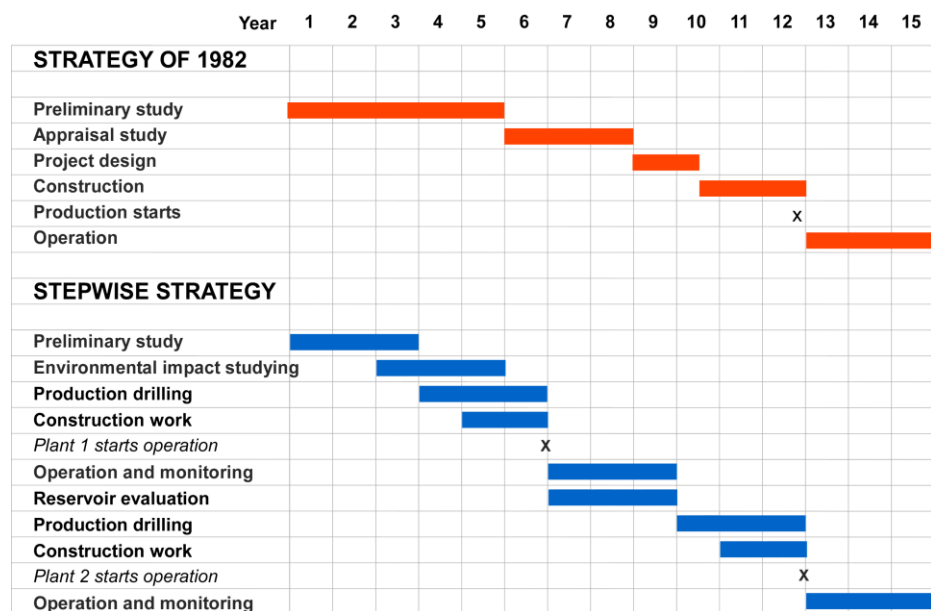 Year 1 2 3 4 5 6 7 8 9 10 11 12 13 14 15
STRATEGY OF 1982
Preliminary study
Appraisal study
Project design
Construction
Production starts x
Operation
STEPWISE STRATEGY
Preliminary study
Environmental impact studying
Production drilling
Construction work
Plant 1 starts operation x
Operation and monitoring
Reservoir evaluation
Production drilling
Construction work
Plant 2 starts operation x
Operation and monitoring